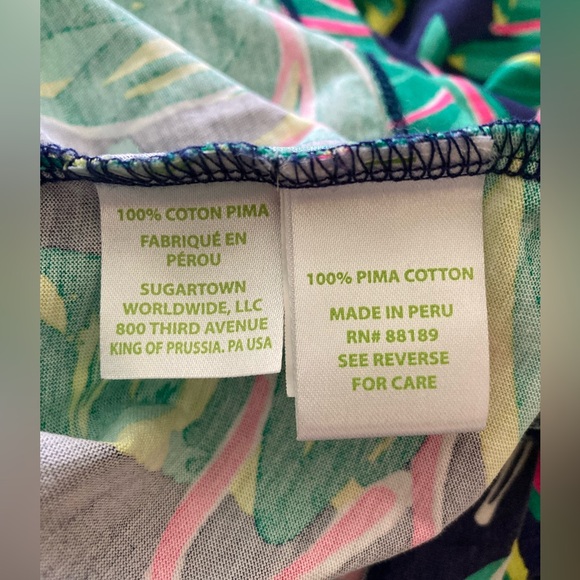 100% COTON PIMA
FABRIQUÉ EN
PÉROU
SUGARTOWN
WORLDWIDE, LLC
800 THIRD AVENUE
KING OF PRUSSIA. PA USA
100% PIMA COTTON
MADE IN PERU
RN# 88189
SEE REVERSE
FOR CARE